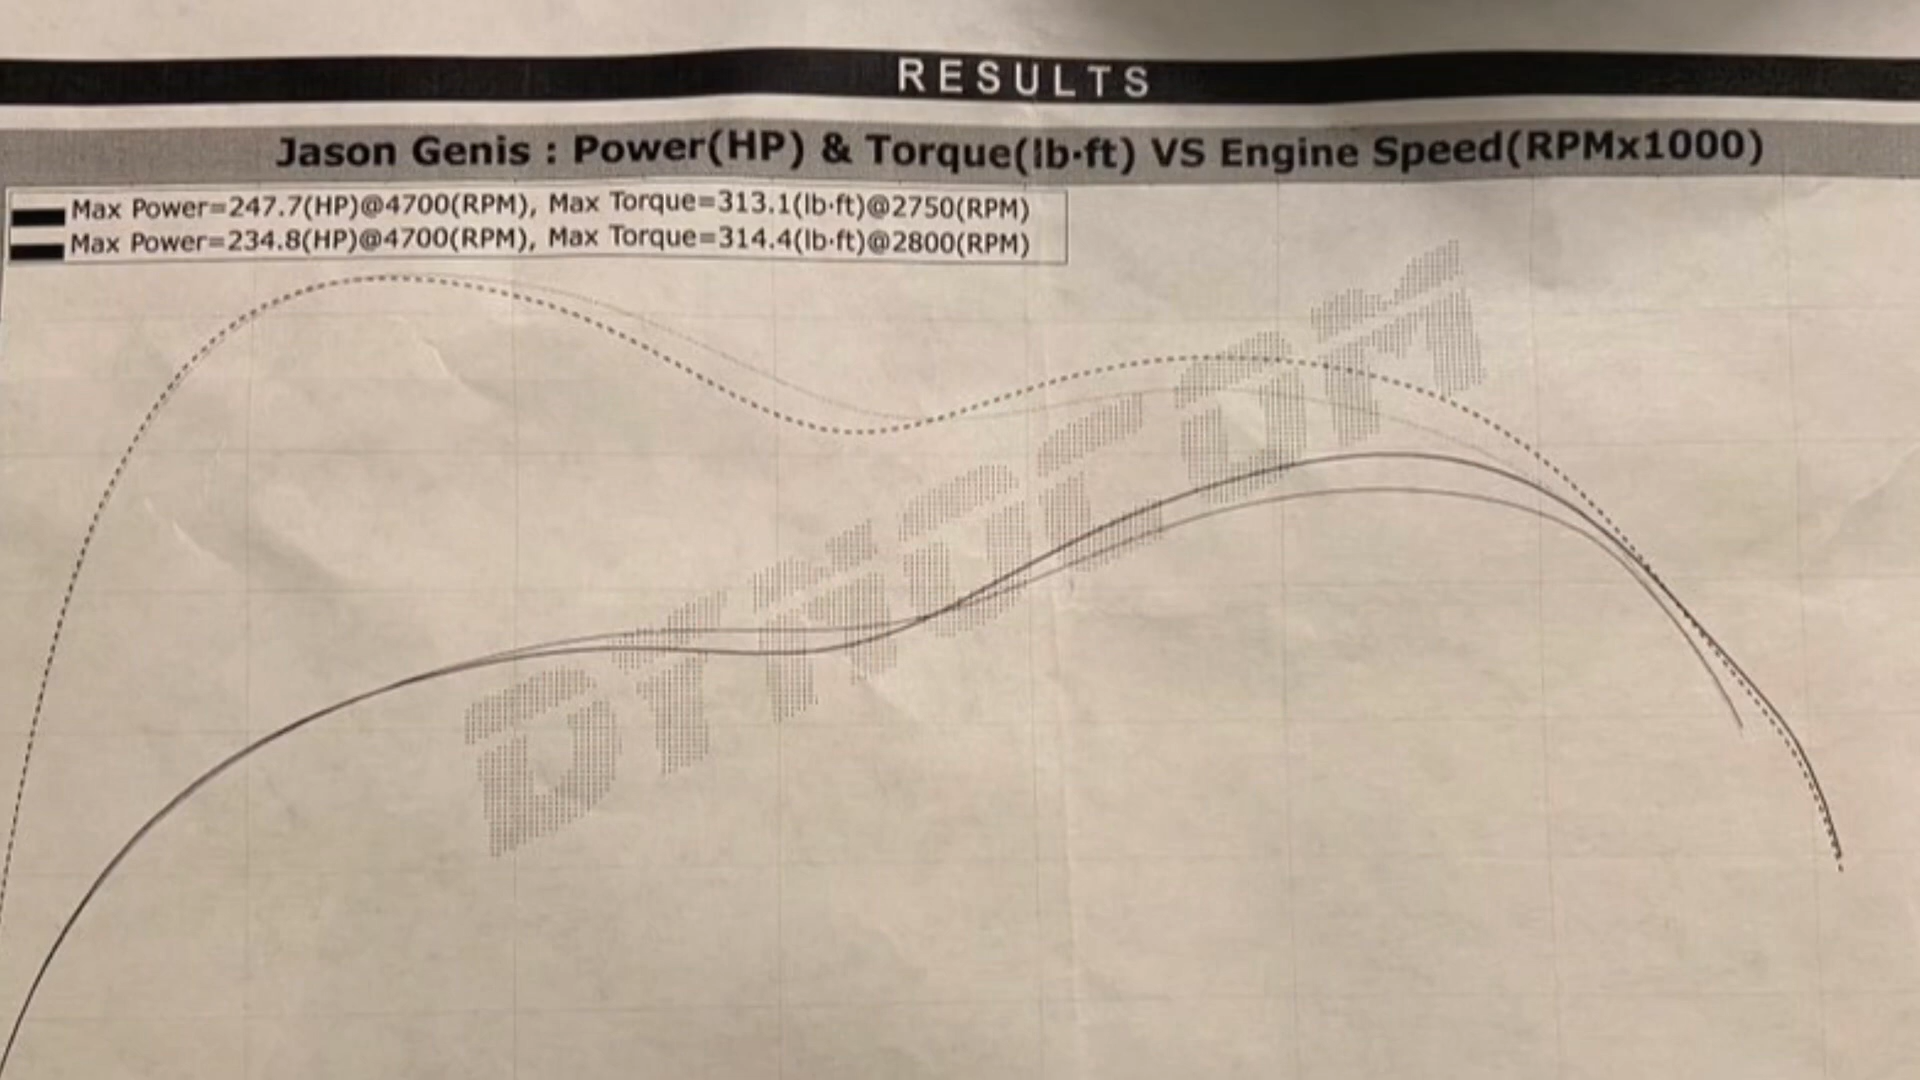 RESULTS
Jason Genis : Power(HP) & Torque(lb·ft) VS Engine Speed(RPMx1000)
Max Power=247.7(HP)@4700(RPM), Max Torque=313.1(lb·ft)@2750(RPM)
Max Power=234.8(HP)@4700(RPM), Max Torque=314.4(lb·ft)@2800(RPM)